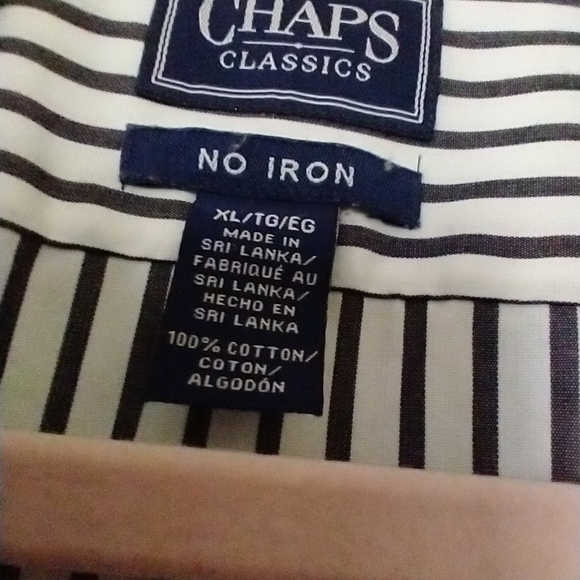 CHAPS
CLASSICS
NO IRON
XL/TG/EG
MADE IN
SRI LANKA/
FABRIQUÉ AU
SRI LANKA/
HECHO EN
SRI LANKA
100% COTTON/
COTON/
ALGODÓN